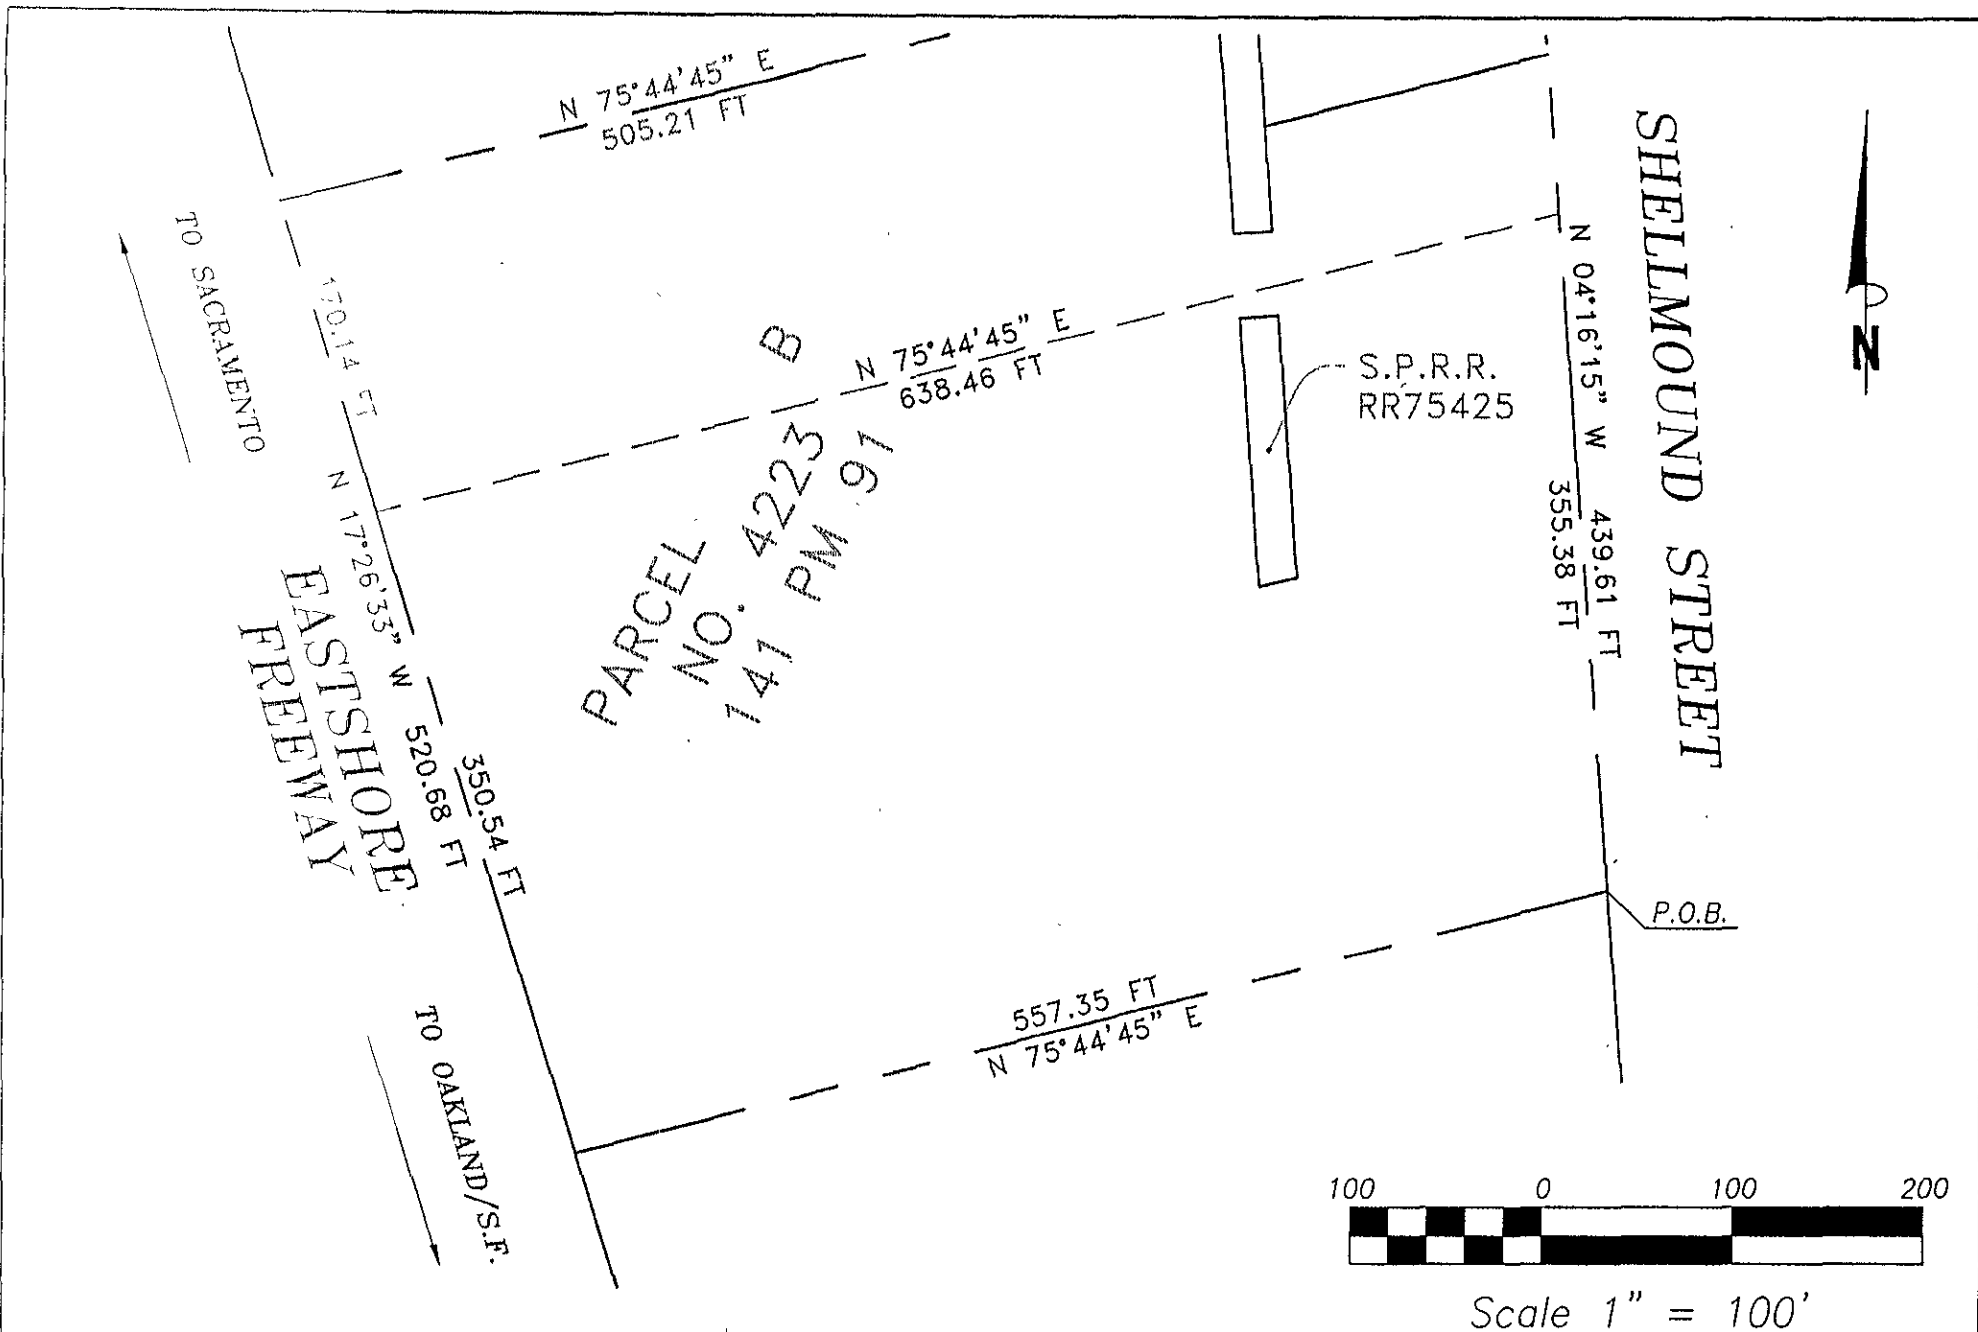 N 75°44'45" E
505.21 FT
SHELLMOUND STREET
N
TO SACRAMENTO
170.14 FT
N 04°16'15" W 439.61 FT
355.38 FT
B
N 75°44'45" E
638.46 FT
S.P.R.R.
RR75425
PARCEL
NO. 4223
141 PM 91
N 17°26'33" W 520.68 FT
350.54 FT
EASTSHORE
FREEWAY
P.O.B.
557.35 FT
N 75°44'45" E
TO OAKLAND/S.F.
100 0 100 200
Scale 1" = 100'